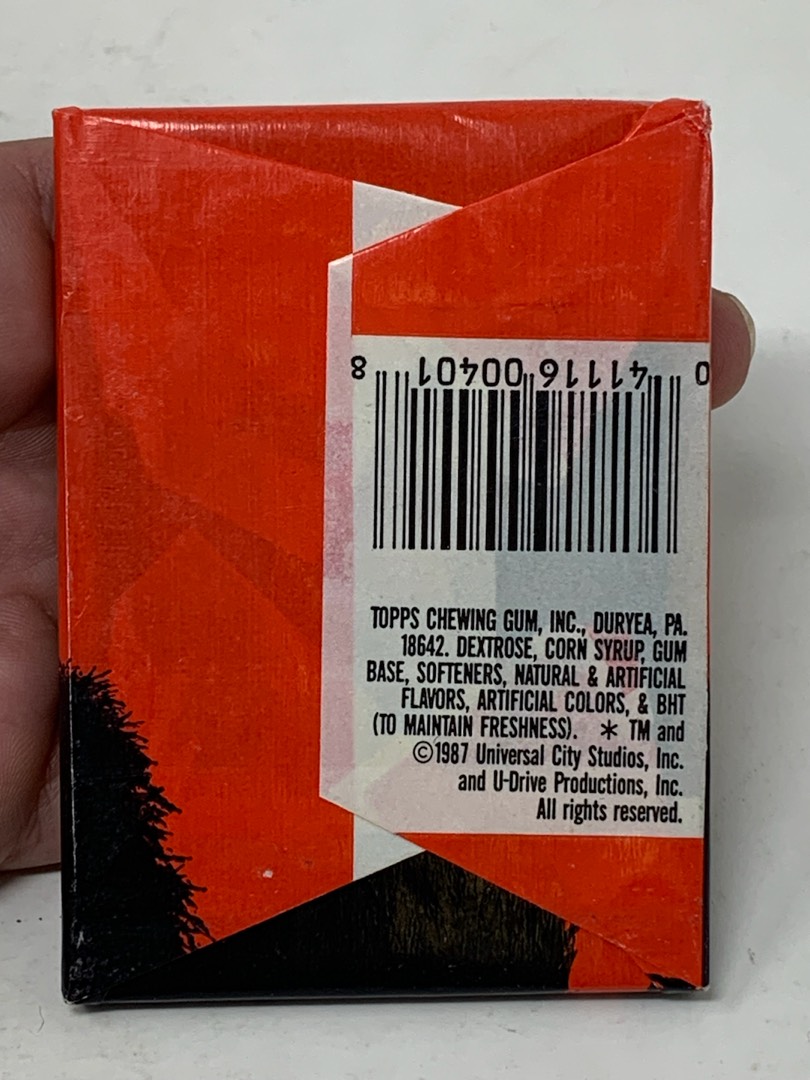 0 41116 00401 8
TOPPS CHEWING GUM, INC., DURYEA, PA.
18642. DEXTROSE, CORN SYRUP, GUM
BASE, SOFTENERS, NATURAL & ARTIFICIAL
FLAVORS, ARTIFICIAL COLORS, & BHT
(TO MAINTAIN FRESHNESS). * TM and
©1987 Universal City Studios, Inc.
and U-Drive Productions, Inc.
All rights reserved.